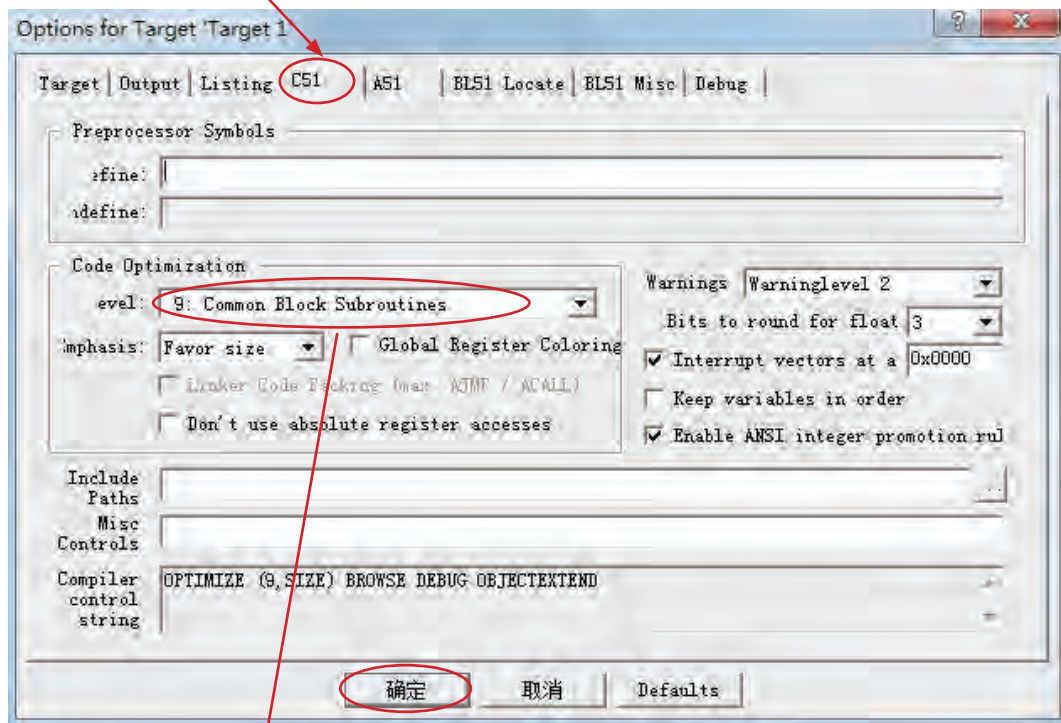 Options for Target 'Target 1
Target Output Listing C51 A51 BL51 Locate BL51 Misc Debug
Preprocessor Symbols
efine:
ndefine:
Code Optimization
evel: 9: Common Block Subroutines
Emphasis: Favor size Global Register Coloring
Linker Code Packing (max. AJMP / ACALL)
Don't use absolute register accesses
Warnings Warninglevel 2
Bits to round for float 3
Interrupt vectors at a 0x0000
Keep variables in order
Enable ANSI integer promotion rul
Include
Paths
Misc
Controls
Compiler
control
string
OPTIMIZE (9,SIZE) BROWSE DEBUG OBJECTEXTEND
确定 取消 Defaults